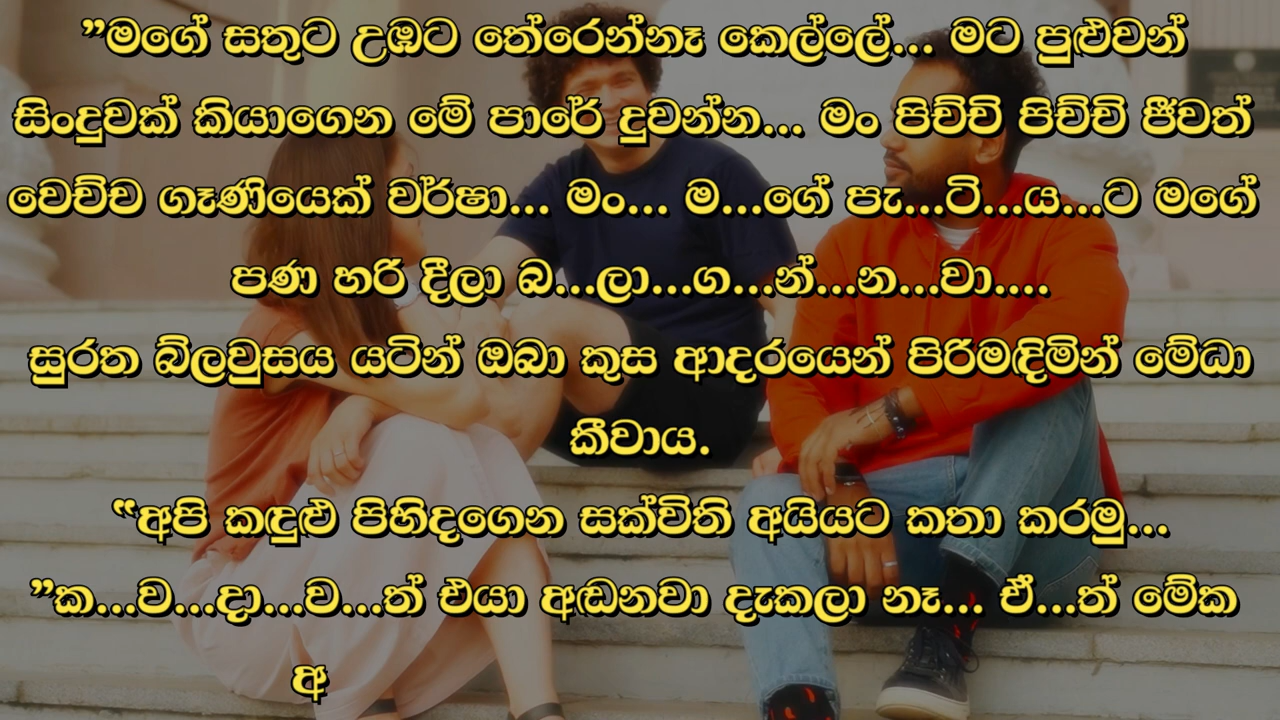 ”මගේ සතුට උඹට තේරෙන්නෑ කෙල්ලේ... මට පුළුවන්
සිංදුවක් කියාගෙන මේ පාරේ දුවන්න... මං පිච්චි පිච්චි ජීවත්
වෙච්ච ගෑණියෙක් වර්ෂා... මං... ම...ගේ පැ...ටි...ය...ට මගේ
පණ හරි දීලා බ...ලා...ග...න්...න...වා....
සුරත බ්ලවුසය යටින් ඔබා කුස ආදරයෙන් පිරිමඳිමින් මේධා
කීවාය.
“අපි කඳුළු පිහිදගෙන සක්විති අයියට කතා කරමු...
”ක...ව...දා...ව...ත් එයා අඬනවා දැකලා නෑ... ඒ...ත් මේක
අ